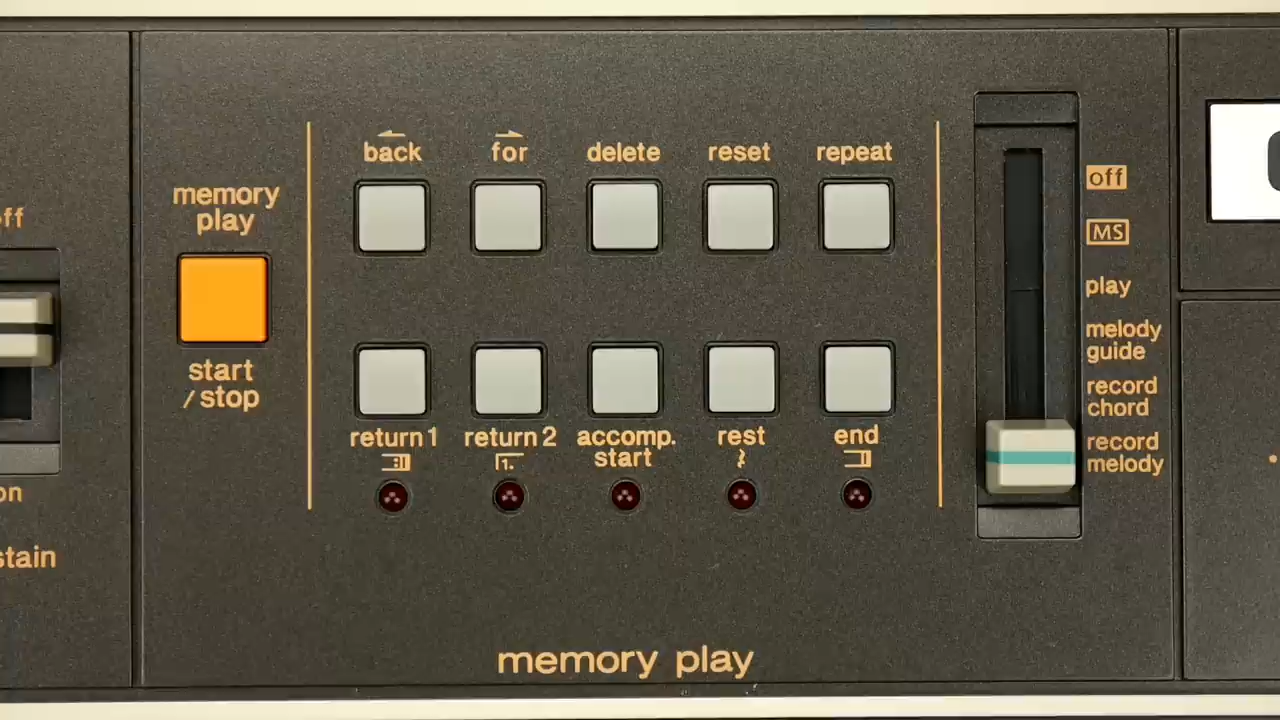 back for delete reset repeat
memory
play
start
/stop
return 1 return 2 accomp.
start rest end
off
MS
play
melody
guide
record
chord
record
melody
memory play